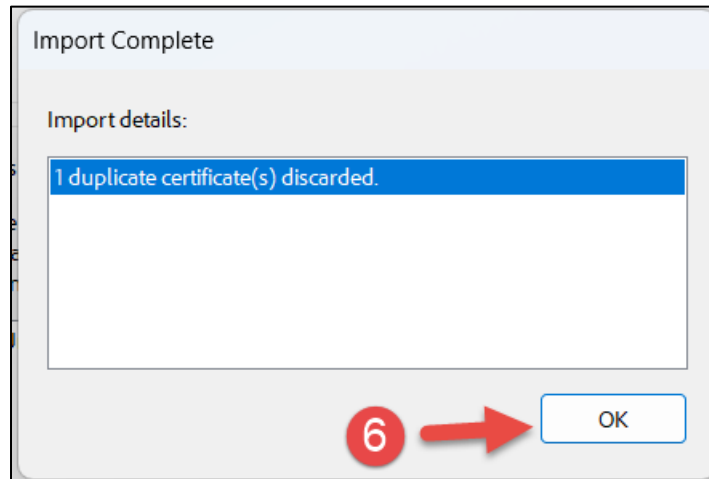 Import Complete
Import details:
1 duplicate certificate(s) discarded.
6
OK